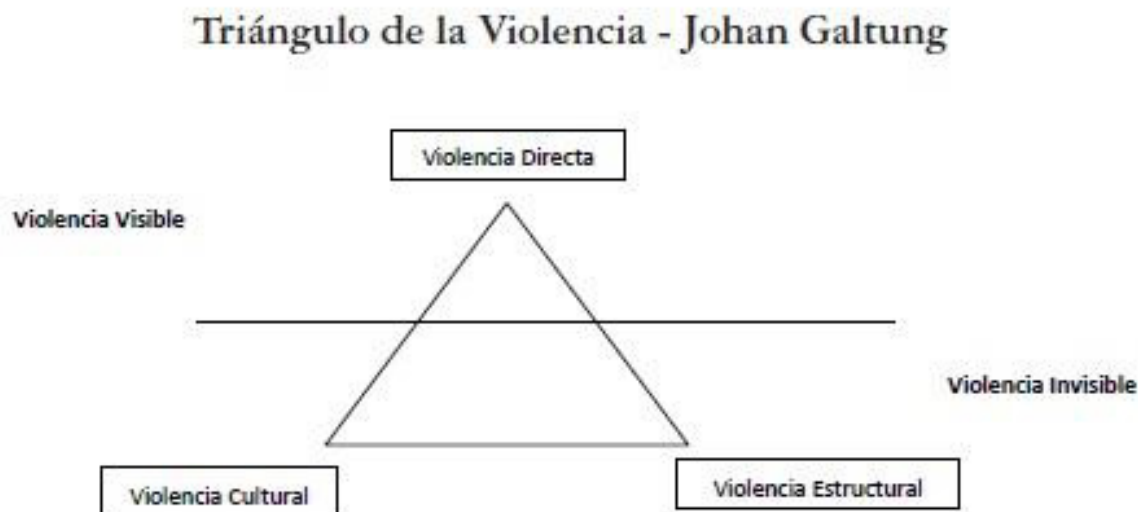 Triángulo de la Violencia - Johan Galtung
Violencia Directa
Violencia Visible
Violencia Invisible
Violencia Cultural
Violencia Estructural